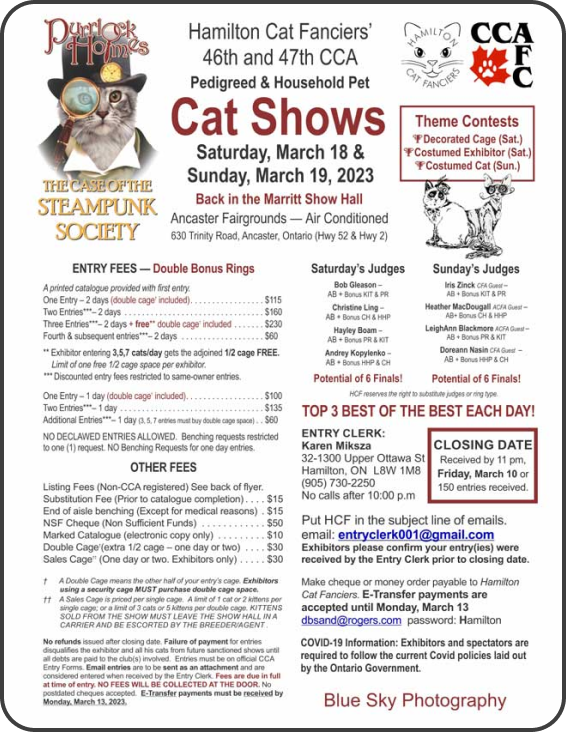 Purrlock Holmes
THE CASE OF THE
STEAMPUNK
SOCIETY
Hamilton Cat Fanciers'
46th and 47th CCA
Pedigreed & Household Pet
Cat Shows
Saturday, March 18 &
Sunday, March 19, 2023
Back in the Marritt Show Hall
Ancaster Fairgrounds — Air Conditioned
630 Trinity Road, Ancaster, Ontario (Hwy 52 & Hwy 2)
HAMILTON
CAT FANCIERS
CCA
AFC
Theme Contests
Decorated Cage (Sat.)
Costumed Exhibitor (Sat.)
Costumed Cat (Sun.)
ENTRY FEES — Double Bonus Rings
A printed catalogue provided with first entry.
One Entry – 2 days (double cage† included) . . . $115
Two Entries***– 2 days . . . $160
Three Entries***– 2 days + free** double cage† included . . . $230
Fourth & subsequent entries***– 2 days . . . $60
** Exhibitor entering 3,5,7 cats/day gets the adjoined 1/2 cage FREE.
Limit of one free 1/2 cage space per exhibitor.
*** Discounted entry fees restricted to same-owner entries.
One Entry – 1 day (double cage† included) . . . $100
Two Entries***– 1 day . . . $135
Additional Entries***– 1 day (3, 5, 7 entries must buy double cage space) . . $60
NO DECLAWED ENTRIES ALLOWED. Benching requests restricted
to one (1) request. NO Benching Requests for one day entries.
OTHER FEES
Listing Fees (Non-CCA registered) See back of flyer.
Substitution Fee (Prior to catalogue completion) . . . . $15
End of aisle benching (Except for medical reasons) . $15
NSF Cheque (Non Sufficient Funds) . . . $50
Marked Catalogue (electronic copy only) . . . $10
Double Cage†(extra 1/2 cage – one day or two) . . . . $30
Sales Cage†† (One day or two. Exhibitors only) . . . . $30
† A Double Cage means the other half of your entry's cage. Exhibitors
using a security cage MUST purchase double cage space.
†† A Sales Cage is priced per single cage. A limit of 1 cat or 2 kittens per
single cage; or a limit of 3 cats or 5 kittens per double cage. KITTENS
SOLD FROM THE SHOW MUST LEAVE THE SHOW HALL IN A
CARRIER AND BE ESCORTED BY THE BREEDER/AGENT.
No refunds issued after closing date. Failure of payment for entries
disqualifies the exhibitor and all his cats from future sanctioned shows until
all debts are paid to the club(s) involved. Entries must be on official CCA
Entry Forms. Email entries are to be sent as an attachment and are
considered entered when received by the Entry Clerk. Fees are due in full
at time of entry. NO FEES WILL BE COLLECTED AT THE DOOR. No
postdated cheques accepted. E-Transfer payments must be received by
Monday, March 13, 2023.
Saturday's Judges
Bob Gleason –
AB + Bonus KIT & PR
Christine Ling –
AB + Bonus CH & HHP
Hayley Boam –
AB + Bonus PR & KIT
Andrey Kopylenko –
AB + Bonus HHP & CH
Potential of 6 Finals!
Sunday's Judges
Iris Zinck CFA Guest –
AB + Bonus KIT & PR
Heather MacDougall ACFA Guest –
AB+ Bonus CH & HHP
LeighAnn Blackmore ACFA Guest –
AB + Bonus PR & KIT
Doreann Nasin CFA Guest –
AB + Bonus HHP & CH
Potential of 6 Finals!
HCF reserves the right to substitute judges or ring type.
TOP 3 BEST OF THE BEST EACH DAY!
ENTRY CLERK:
Karen Miksza
32-1300 Upper Ottawa St
Hamilton, ON L8W 1M8
(905) 730-2250
No calls after 10:00 p.m
CLOSING DATE
Received by 11 pm,
Friday, March 10 or
150 entries received.
Put HCF in the subject line of emails.
email: entryclerk001@gmail.com
Exhibitors please confirm your entry(ies) were
received by the Entry Clerk prior to closing date.
Make cheque or money order payable to Hamilton
Cat Fanciers. E-Transfer payments are
accepted until Monday, March 13
dbsand@rogers.com password: Hamilton
COVID-19 Information: Exhibitors and spectators are
required to follow the current Covid policies laid out
by the Ontario Government.
Blue Sky Photography